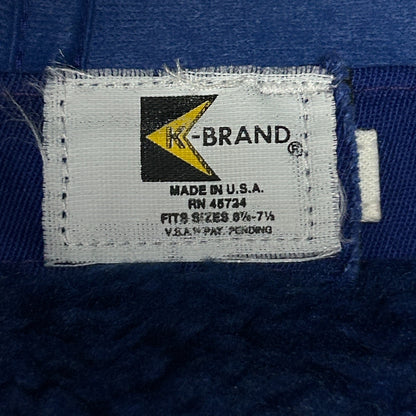 K-BRAND ®
MADE IN U.S.A.
RN 45724
FITS SIZES 6⅞-7½
PAT. PENDING